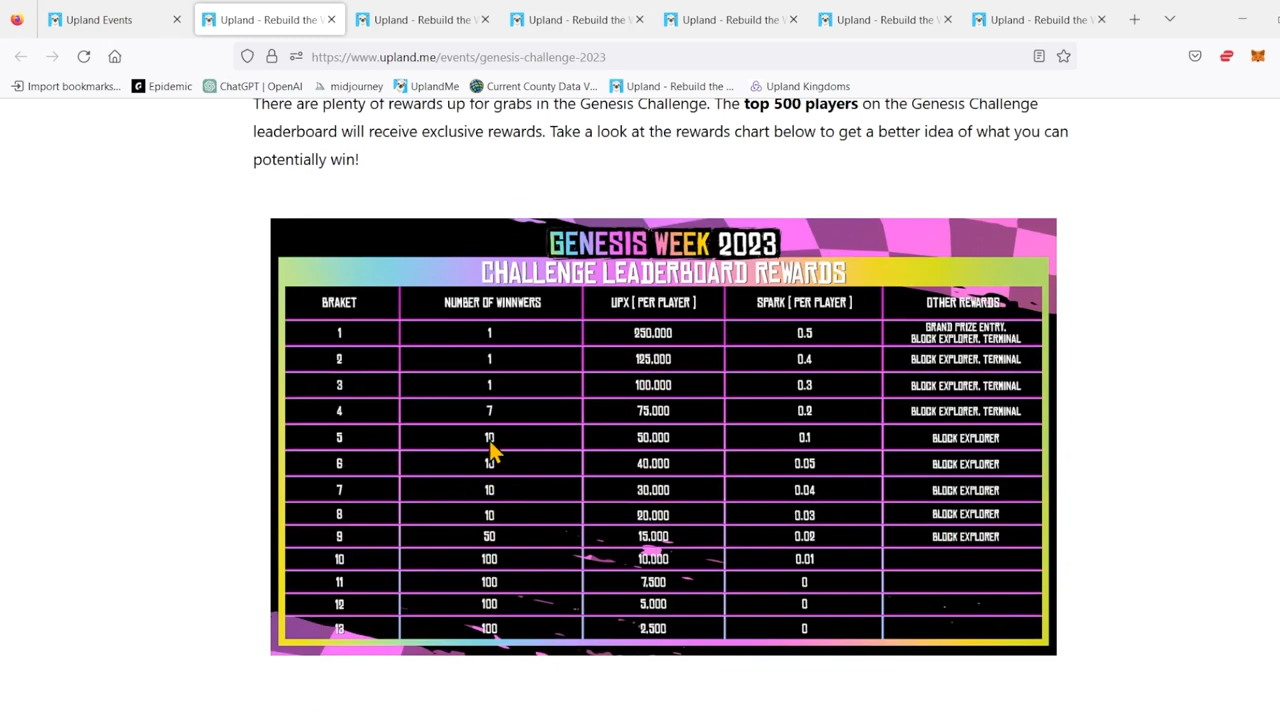 Upland Events
Upland - Rebuild the V
Upland - Rebuild the W
Upland - Rebuild the W
Upland - Rebuild the W
Upland - Rebuild the W
Upland - Rebuild the W
https://www.upland.me/events/genesis-challenge-2023
Import bookmarks... Epidemic ChatGPT | OpenAI midjourney UplandMe Current County Data V... Upland - Rebuild the ... Upland Kingdoms
There are plenty of rewards up for grabs in the Genesis Challenge. The top 500 players on the Genesis Challenge
leaderboard will receive exclusive rewards. Take a look at the rewards chart below to get a better idea of what you can
potentially win!
GENESIS WEEK 2023
CHALLENGE LEADERBOARD REWARDS
BRAKET NUMBER OF WINNWERS UPX [ PER PLAYER ] SPARK [ PER PLAYER ] OTHER REWARDS
1 1 250.000 0.5 GRAND PRIZE ENTRY,
BLOCK EXPLORER, TERMINAL
2 1 125.000 0.4 BLOCK EXPLORER, TERMINAL
3 1 100.000 0.3 BLOCK EXPLORER, TERMINAL
4 7 75.000 0.2 BLOCK EXPLORER, TERMINAL
5 10 50.000 0.1 BLOCK EXPLORER
6 10 40.000 0.05 BLOCK EXPLORER
7 10 30.000 0.04 BLOCK EXPLORER
8 10 20.000 0.03 BLOCK EXPLORER
9 50 15.000 0.02 BLOCK EXPLORER
10 100 10.000 0.01
11 100 7.500 0
12 100 5.000 0
13 100 2.500 0